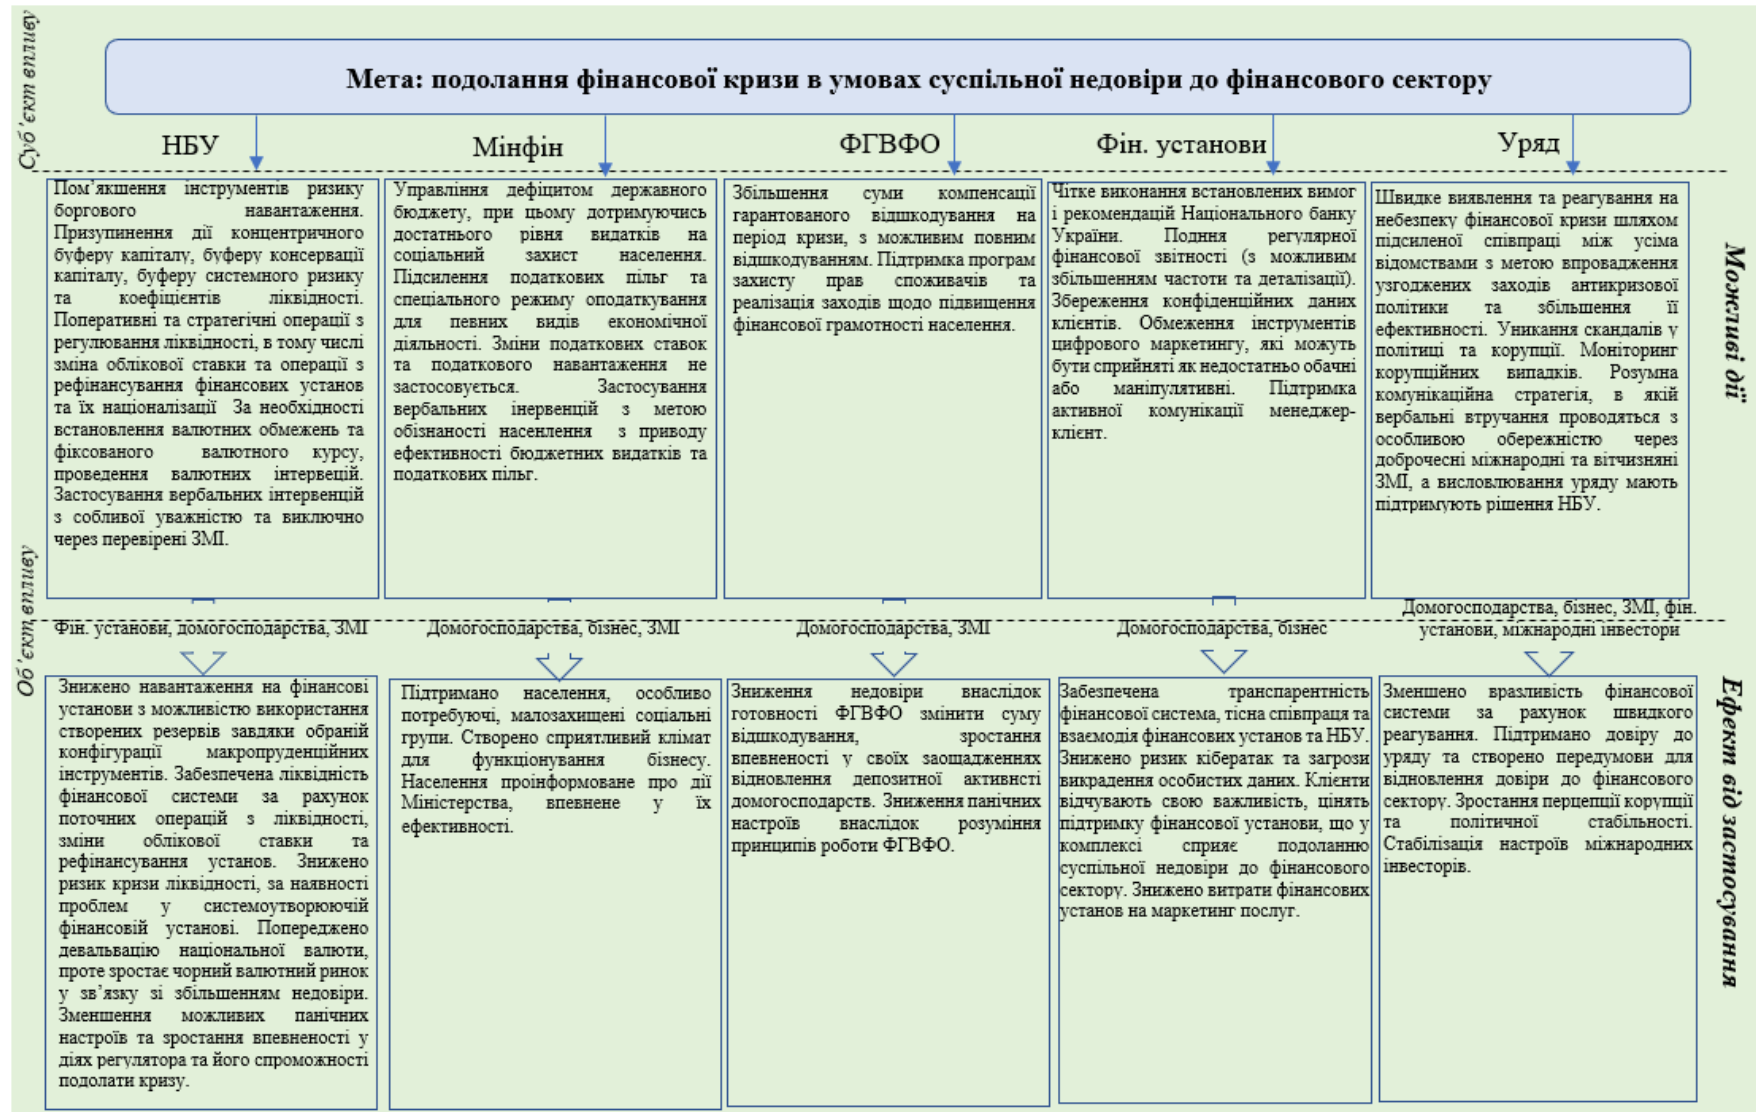 Суб'єкт впливу
Мета: подолання фінансової кризи в умовах суспільної недовіри до фінансового сектору
НБУ
Мінфін
ФГВФО
Фін. установи
Уряд
Пом'якшення інструментів ризику
боргового навантаження.
Призупинення дії концентричного
буферу капіталу, буферу консервації
капіталу, буферу системного ризику
та коефіцієнтів ліквідності.
Поперативні та стратегічні операції з
регулювання ліквідності, в тому числі
зміна облікової ставки та операції з
рефінансування фінансових установ
та їх націоналізації За необхідності
встановлення валютних обмежень та
фіксованого валютного курсу,
проведення валютних інтервецій.
Застосування вербальних інтервенцій
з собливої уважністю та виключно
через перевірені ЗМІ.
Управління дефіцитом державного
бюджету, при цьому дотримуючись
достатнього рівня видатків на
соціальний захист населення.
Підсилення податкових пільг та
спеціального режиму оподаткування
для певних видів економічної
діяльності. Зміни податкових ставок
та податкового навантаження не
застосовується. Застосування
вербальних інервенцій з метою
обізнаності насенлення з приводу
ефективності бюджетних видатків та
податкових пільг.
Збільшення суми компенсації
гарантованого відшкодування на
період кризи, з можливим повним
відшкодуванням. Підтримка програм
захисту прав споживачів та
реалізація заходів щодо підвищення
фінансової грамотності населення.
Чітке виконання встановлених вимог
і рекомендацій Національного банку
України. Подння регулярної
фінансової звітності (з можливим
збільшенням частоти та деталізації).
Збереження конфіденційних даних
клієнтів. Обмеження інструментів
цифрового маркетингу, які можуть
бути сприйняті як недостатньо обачні
або маніпулятивні. Підтримка
активної комунікації менеджер-
клієнт.
Швидке виявлення та реагування на
небезпеку фінансової кризи шляхом
підсиленої співпраці між усіма
відомствами з метою впровадження
узгоджених заходів антикризової
політики та збільшення її
ефективності. Уникання скандалів у
політиці та корупції. Моніторинг
корупційних випадків. Розумна
комунікаційна стратегія, в якій
вербальні втручання проводяться з
особливою обережністю через
доброчесні міжнародні та вітчизняні
ЗМІ, а висловлювання уряду мають
підтримують рішення НБУ.
Можливі дії
Об'єкт впливу
Фін. установи, домогосподарства, ЗМІ
Домогосподарства, бізнес, ЗМІ
Домогосподарства, ЗМІ
Домогосподарства, бізнес
Домогосподарства, бізнес, ЗМІ, фін.
установи, міжнародні інвестори
Знижено навантаження на фінансові
установи з можливістю використання
створених резервів завдяки обраній
конфігурації макропруденційних
інструментів. Забезпечена ліквідність
фінансової системи за рахунок
поточних операцій з ліквідності,
зміни облікової ставки та
рефінансування установ. Знижено
ризик кризи ліквідності, за наявності
проблем у системоутворюючій
фінансовій установі. Попереджено
девальвацію національної валюти,
проте зростає чорний валютний ринок
у зв'язку зі збільшенням недовіри.
Зменшення можливих панічних
настроїв та зростання впевненості у
діях регулятора та його спроможності
подолати кризу.
Підтримано населення, особливо
потребуючі, малозахищені соціальні
групи. Створено сприятливий клімат
для функціонування бізнесу.
Населення проінформоване про дії
Міністерства, впевнене у їх
ефективності.
Зниження недовіри внаслідок
готовності ФГВФО змінити суму
відшкодування, зростання
впевненості у своїх заощадженнях
відновлення депозитної активнсті
домогосподарств. Зниження панічних
настроїв внаслідок розуміння
принципів роботи ФГВФО.
Забезпечена транспарентність
фінансової система, тісна співпраця та
взаємодія фінансових установ та НБУ.
Знижено ризик кібератак та загрози
викрадення особистих даних. Клієнти
відчувають свою важливість, цінять
підтримку фінансової установи, що у
комплексі сприяє подоланню
суспільної недовіри до фінансового
сектору. Знижено витрати фінансових
установ на маркетинг послуг.
Зменшено вразливість фінансової
системи за рахунок швидкого
реагування. Підтримано довіру до
уряду та створено передумови для
відновлення довіри до фінансового
сектору. Зростання перцепції корупції
та політичної стабільності.
Стабілізація настроїв міжнародних
інвесторів.
Ефект від застосування